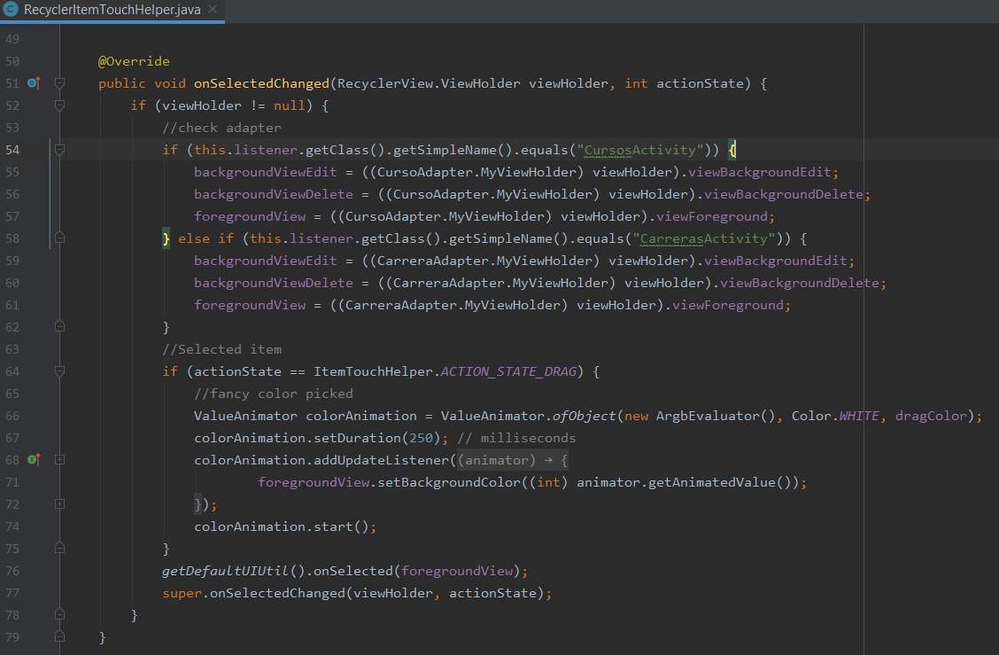 RecyclerItemTouchHelper.java
49
50 @Override
51 public void onSelectedChanged(RecyclerView.ViewHolder viewHolder, int actionState) {
52 if (viewHolder != null) {
53 //check adapter
54 if (this.listener.getClass().getSimpleName().equals("CursosActivity")) {
55 backgroundViewEdit = ((CursoAdapter.MyViewHolder) viewHolder).viewBackgroundEdit;
56 backgroundViewDelete = ((CursoAdapter.MyViewHolder) viewHolder).viewBackgroundDelete;
57 foregroundView = ((CursoAdapter.MyViewHolder) viewHolder).viewForeground;
58 } else if (this.listener.getClass().getSimpleName().equals("CarrerasActivity")) {
59 backgroundViewEdit = ((CarreraAdapter.MyViewHolder) viewHolder).viewBackgroundEdit;
60 backgroundViewDelete = ((CarreraAdapter.MyViewHolder) viewHolder).viewBackgroundDelete;
61 foregroundView = ((CarreraAdapter.MyViewHolder) viewHolder).viewForeground;
62 }
63 //Selected item
64 if (actionState == ItemTouchHelper.ACTION_STATE_DRAG) {
65 //fancy color picked
66 ValueAnimator colorAnimation = ValueAnimator.ofObject(new ArgbEvaluator(), Color.WHITE, dragColor);
67 colorAnimation.setDuration(250); // milliseconds
68 colorAnimation.addUpdateListener((animator) → {
71 foregroundView.setBackgroundColor((int) animator.getAnimatedValue());
72 });
74 colorAnimation.start();
75 }
76 getDefaultUIUtil().onSelected(foregroundView);
77 super.onSelectedChanged(viewHolder, actionState);
78 }
79 }